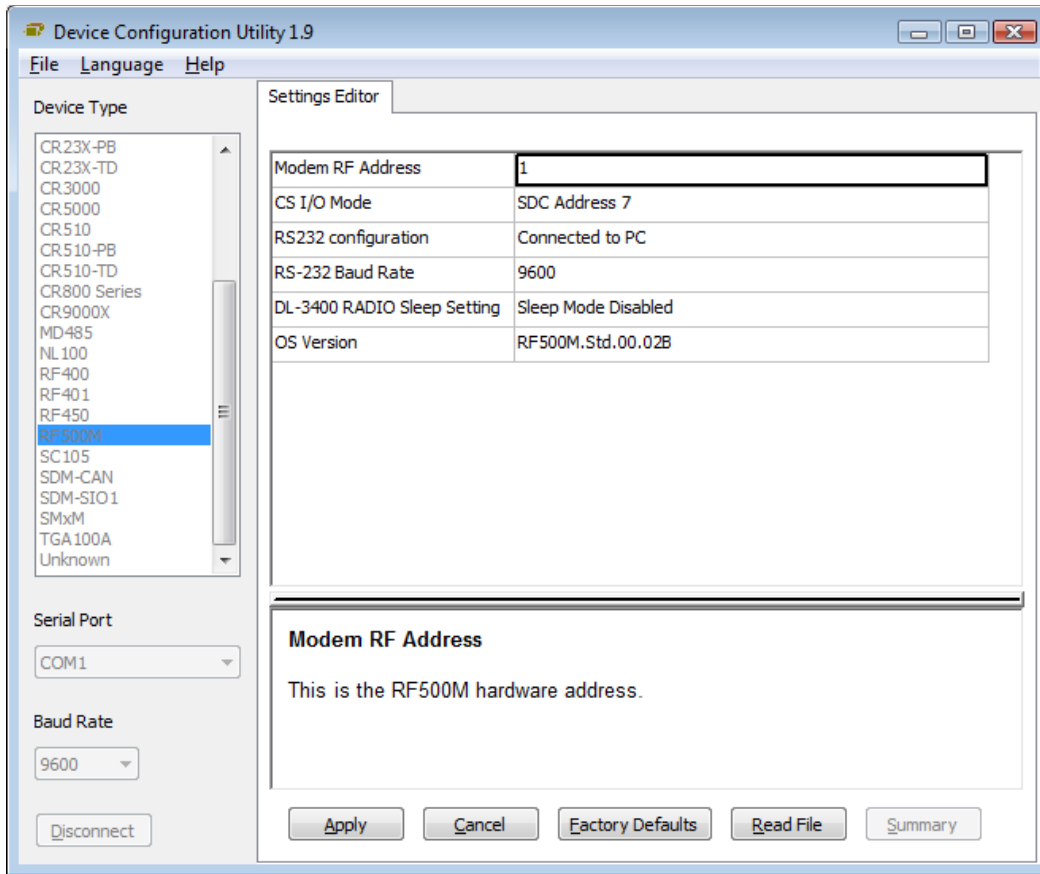 Device Configuration Utility 1.9
File Language Help
Device Type
CR23X-PB
CR23X-TD
CR3000
CR5000
CR510
CR510-PB
CR510-TD
CR800 Series
CR9000X
MD485
NL100
RF400
RF401
RF450
RF500M
SC105
SDM-CAN
SDM-SIO1
SMxM
TGA100A
Unknown
Serial Port
COM1
Baud Rate
9600
Disconnect
Settings Editor
Modem RF Address 1
CS I/O Mode SDC Address 7
RS232 configuration Connected to PC
RS-232 Baud Rate 9600
DL-3400 RADIO Sleep Setting Sleep Mode Disabled
OS Version RF500M.Std.00.02B
Modem RF Address
This is the RF500M hardware address.
Apply Cancel Factory Defaults Read File Summary